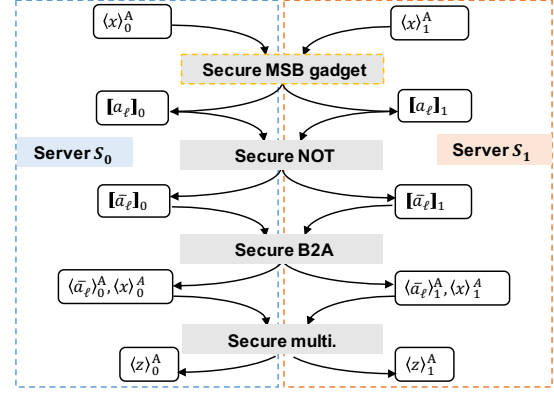 ⟨x⟩₀ᴬ ⟨x⟩₁ᴬ
Secure MSB gadget
⟦a_ℓ⟧₀ ⟦a_ℓ⟧₁
Server S₀ Secure NOT Server S₁
⟦ā_ℓ⟧₀ ⟦ā_ℓ⟧₁
Secure B2A
⟨ā_ℓ⟩₀ᴬ, ⟨x⟩₀ᴬ ⟨ā_ℓ⟩₁ᴬ, ⟨x⟩₁ᴬ
Secure multi.
⟨z⟩₀ᴬ ⟨z⟩₁ᴬ